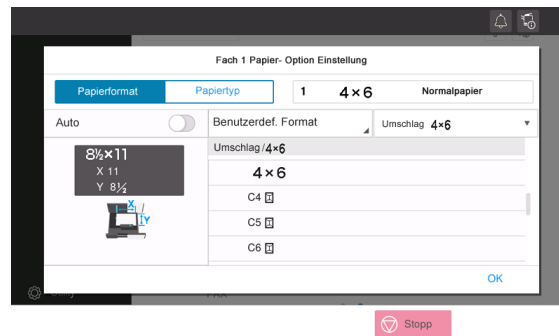 Fach 1 Papier- Option Einstellung
Papierformat
Papiertyp
1 4×6 Normalpapier
Auto
Benutzerdef. Format
Umschlag 4×6
8½×11
X 11
Y 8½
X
Y
Umschlag/4×6
4×6
C4
C5
C6
OK
Utility
Stopp